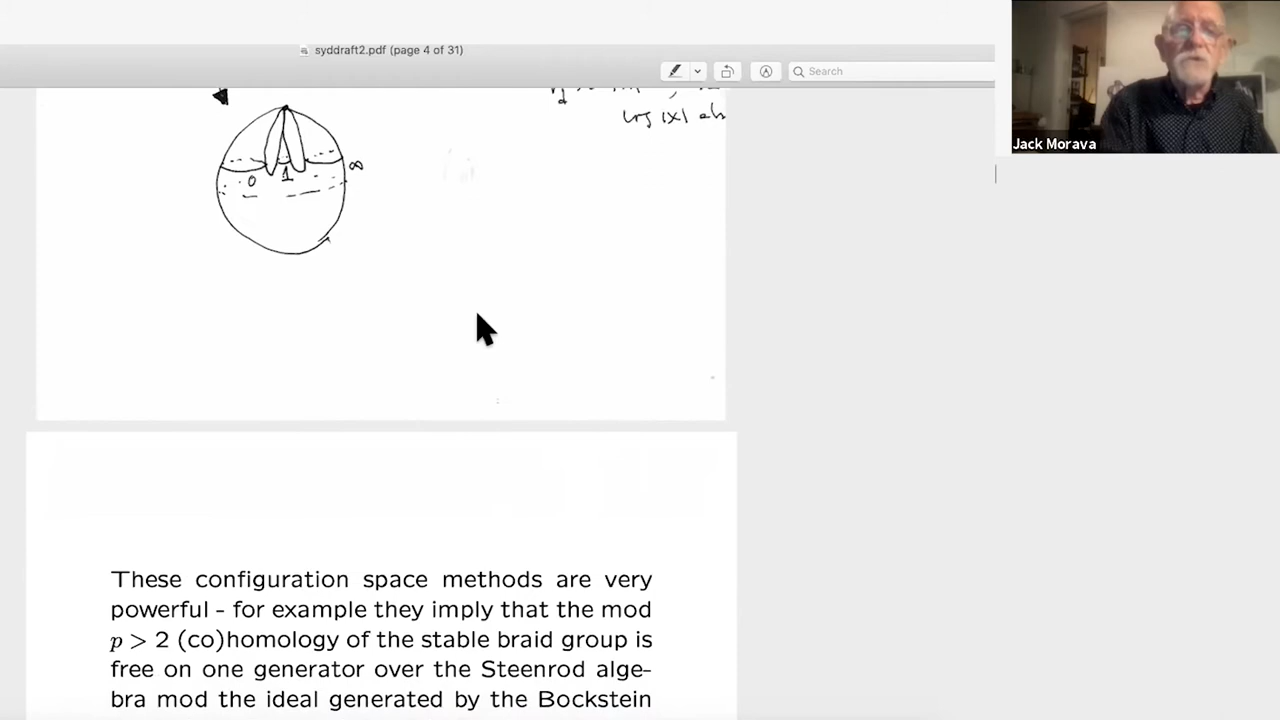 syddraft2.pdf (page 4 of 31)
Search
Jack Morava
log |x|
∞
0 1
These configuration space methods are very
powerful - for example they imply that the mod
p > 2 (co)homology of the stable braid group is
free on one generator over the Steenrod alge-
bra mod the ideal generated by the Bockstein